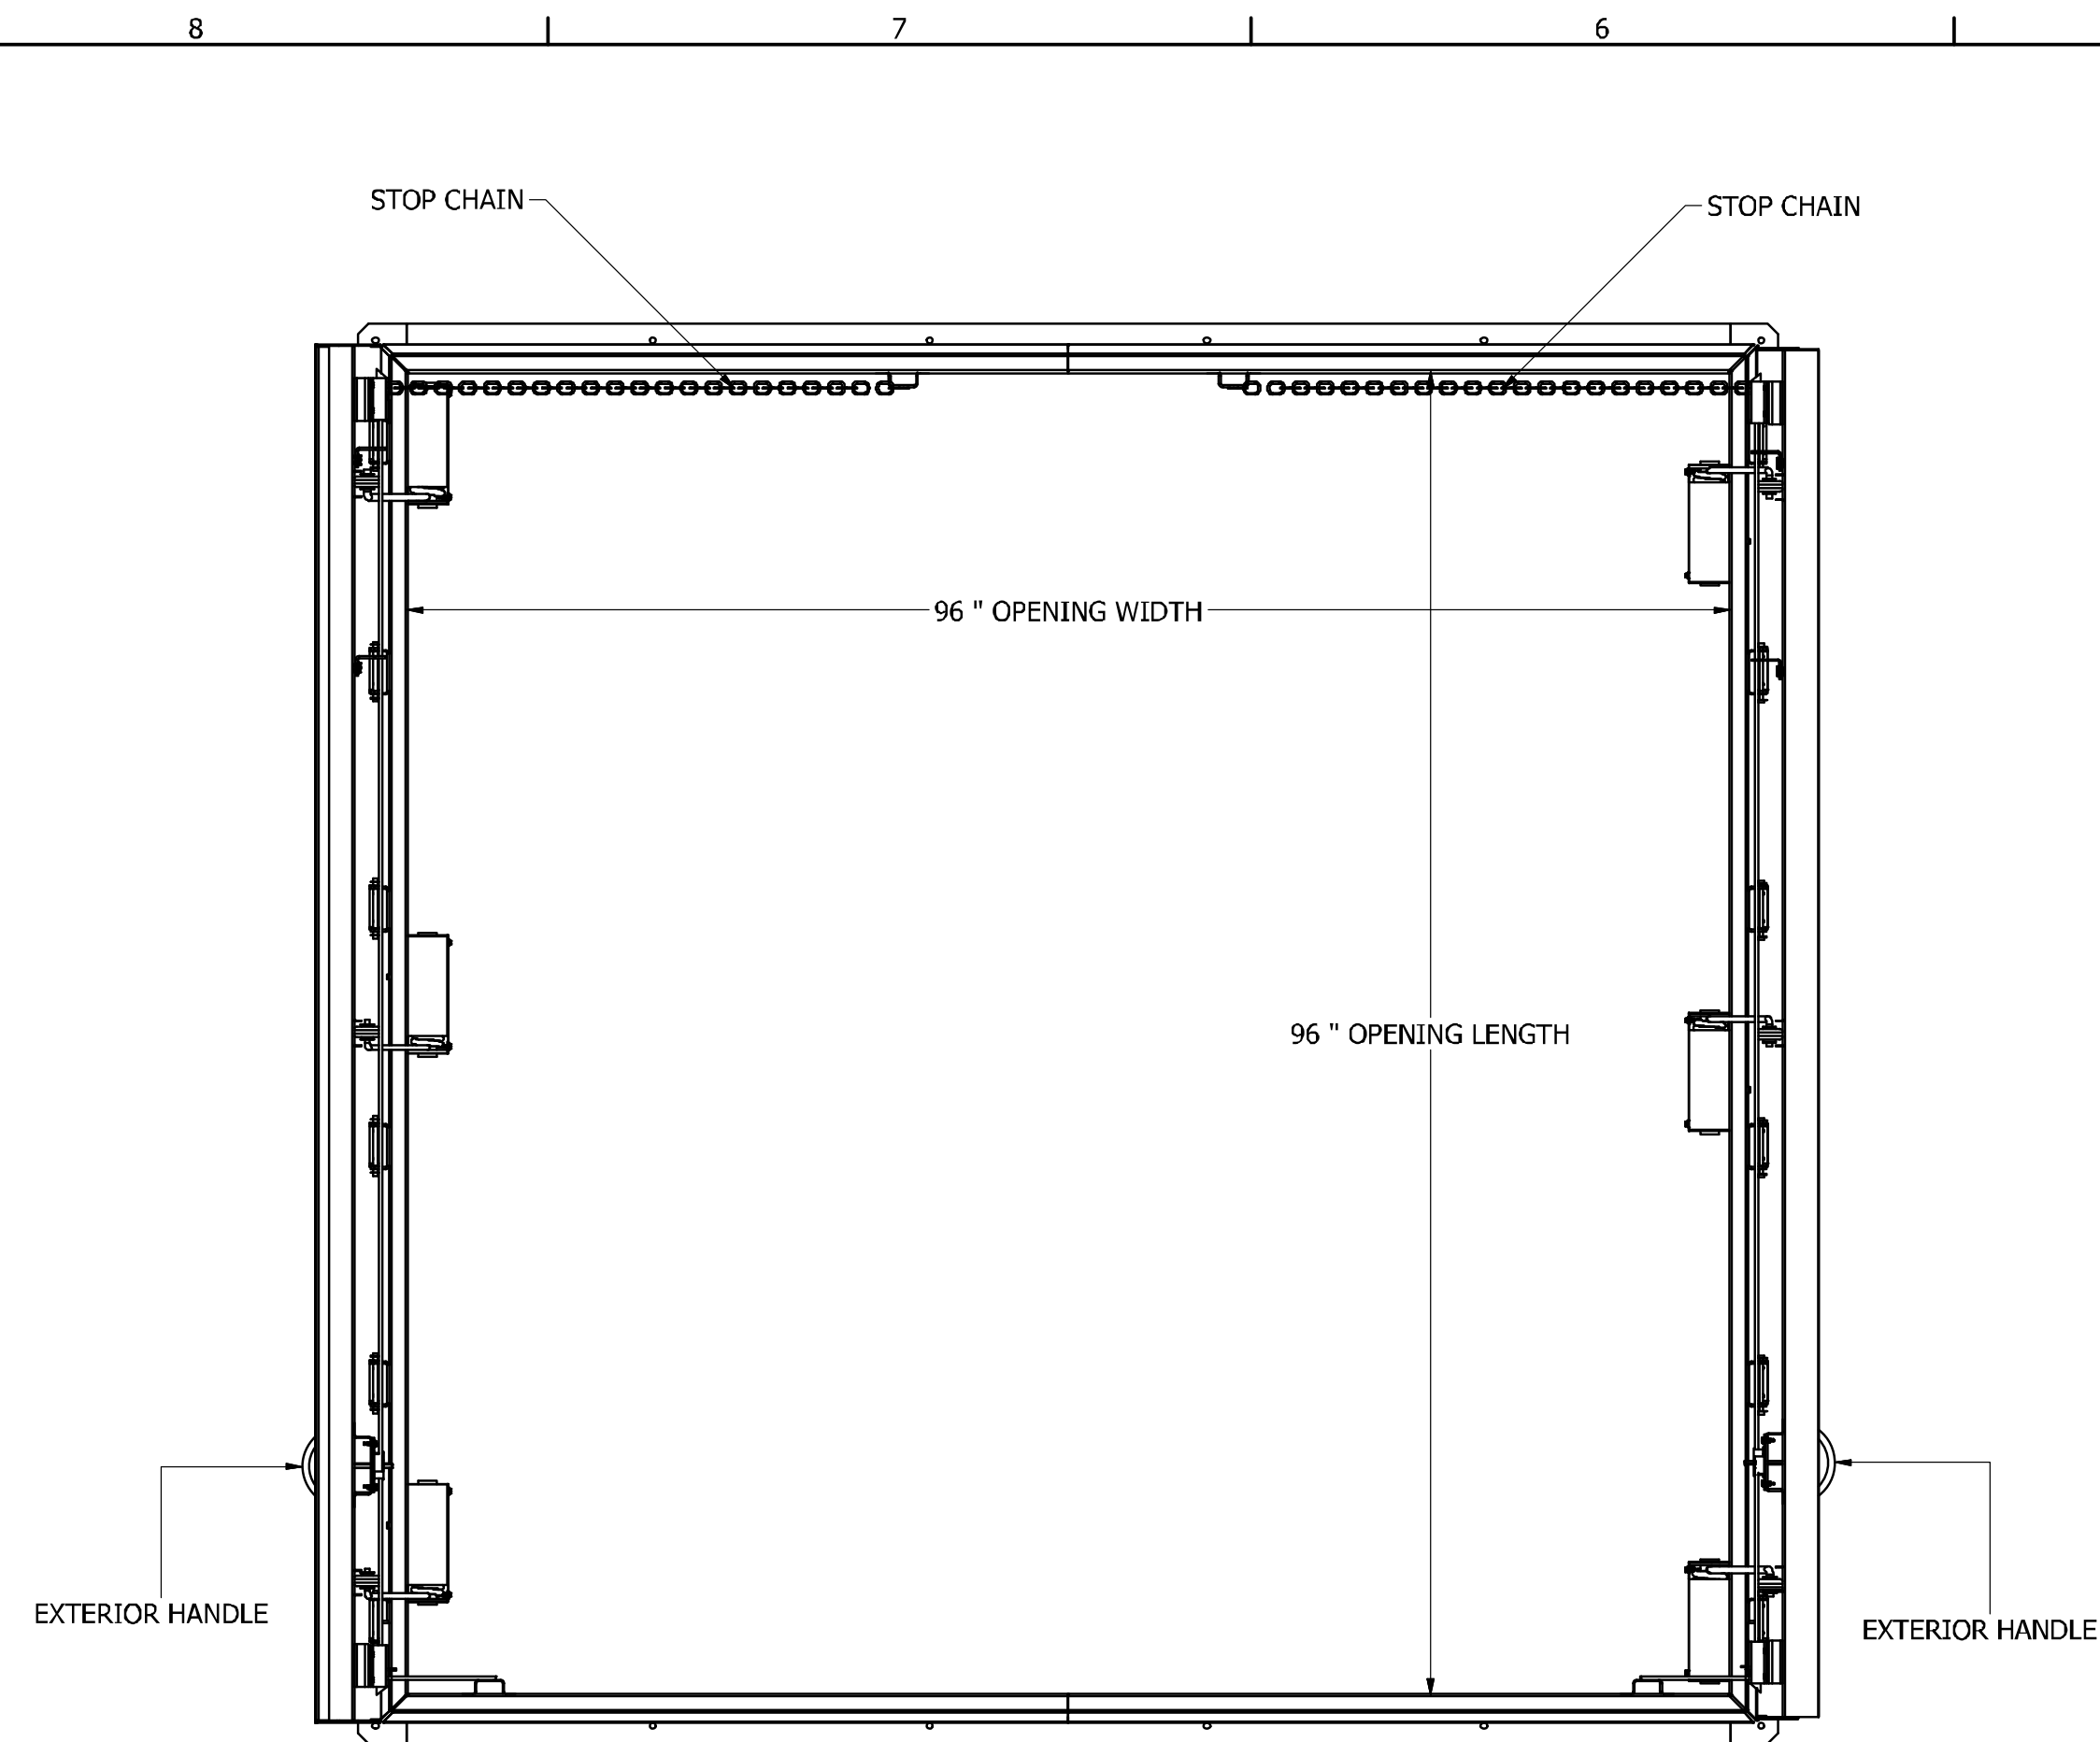 8 7 6
STOP CHAIN
STOP CHAIN
96 " OPENING WIDTH
96 " OPENING LENGTH
EXTERIOR HANDLE
EXTERIOR HANDLE